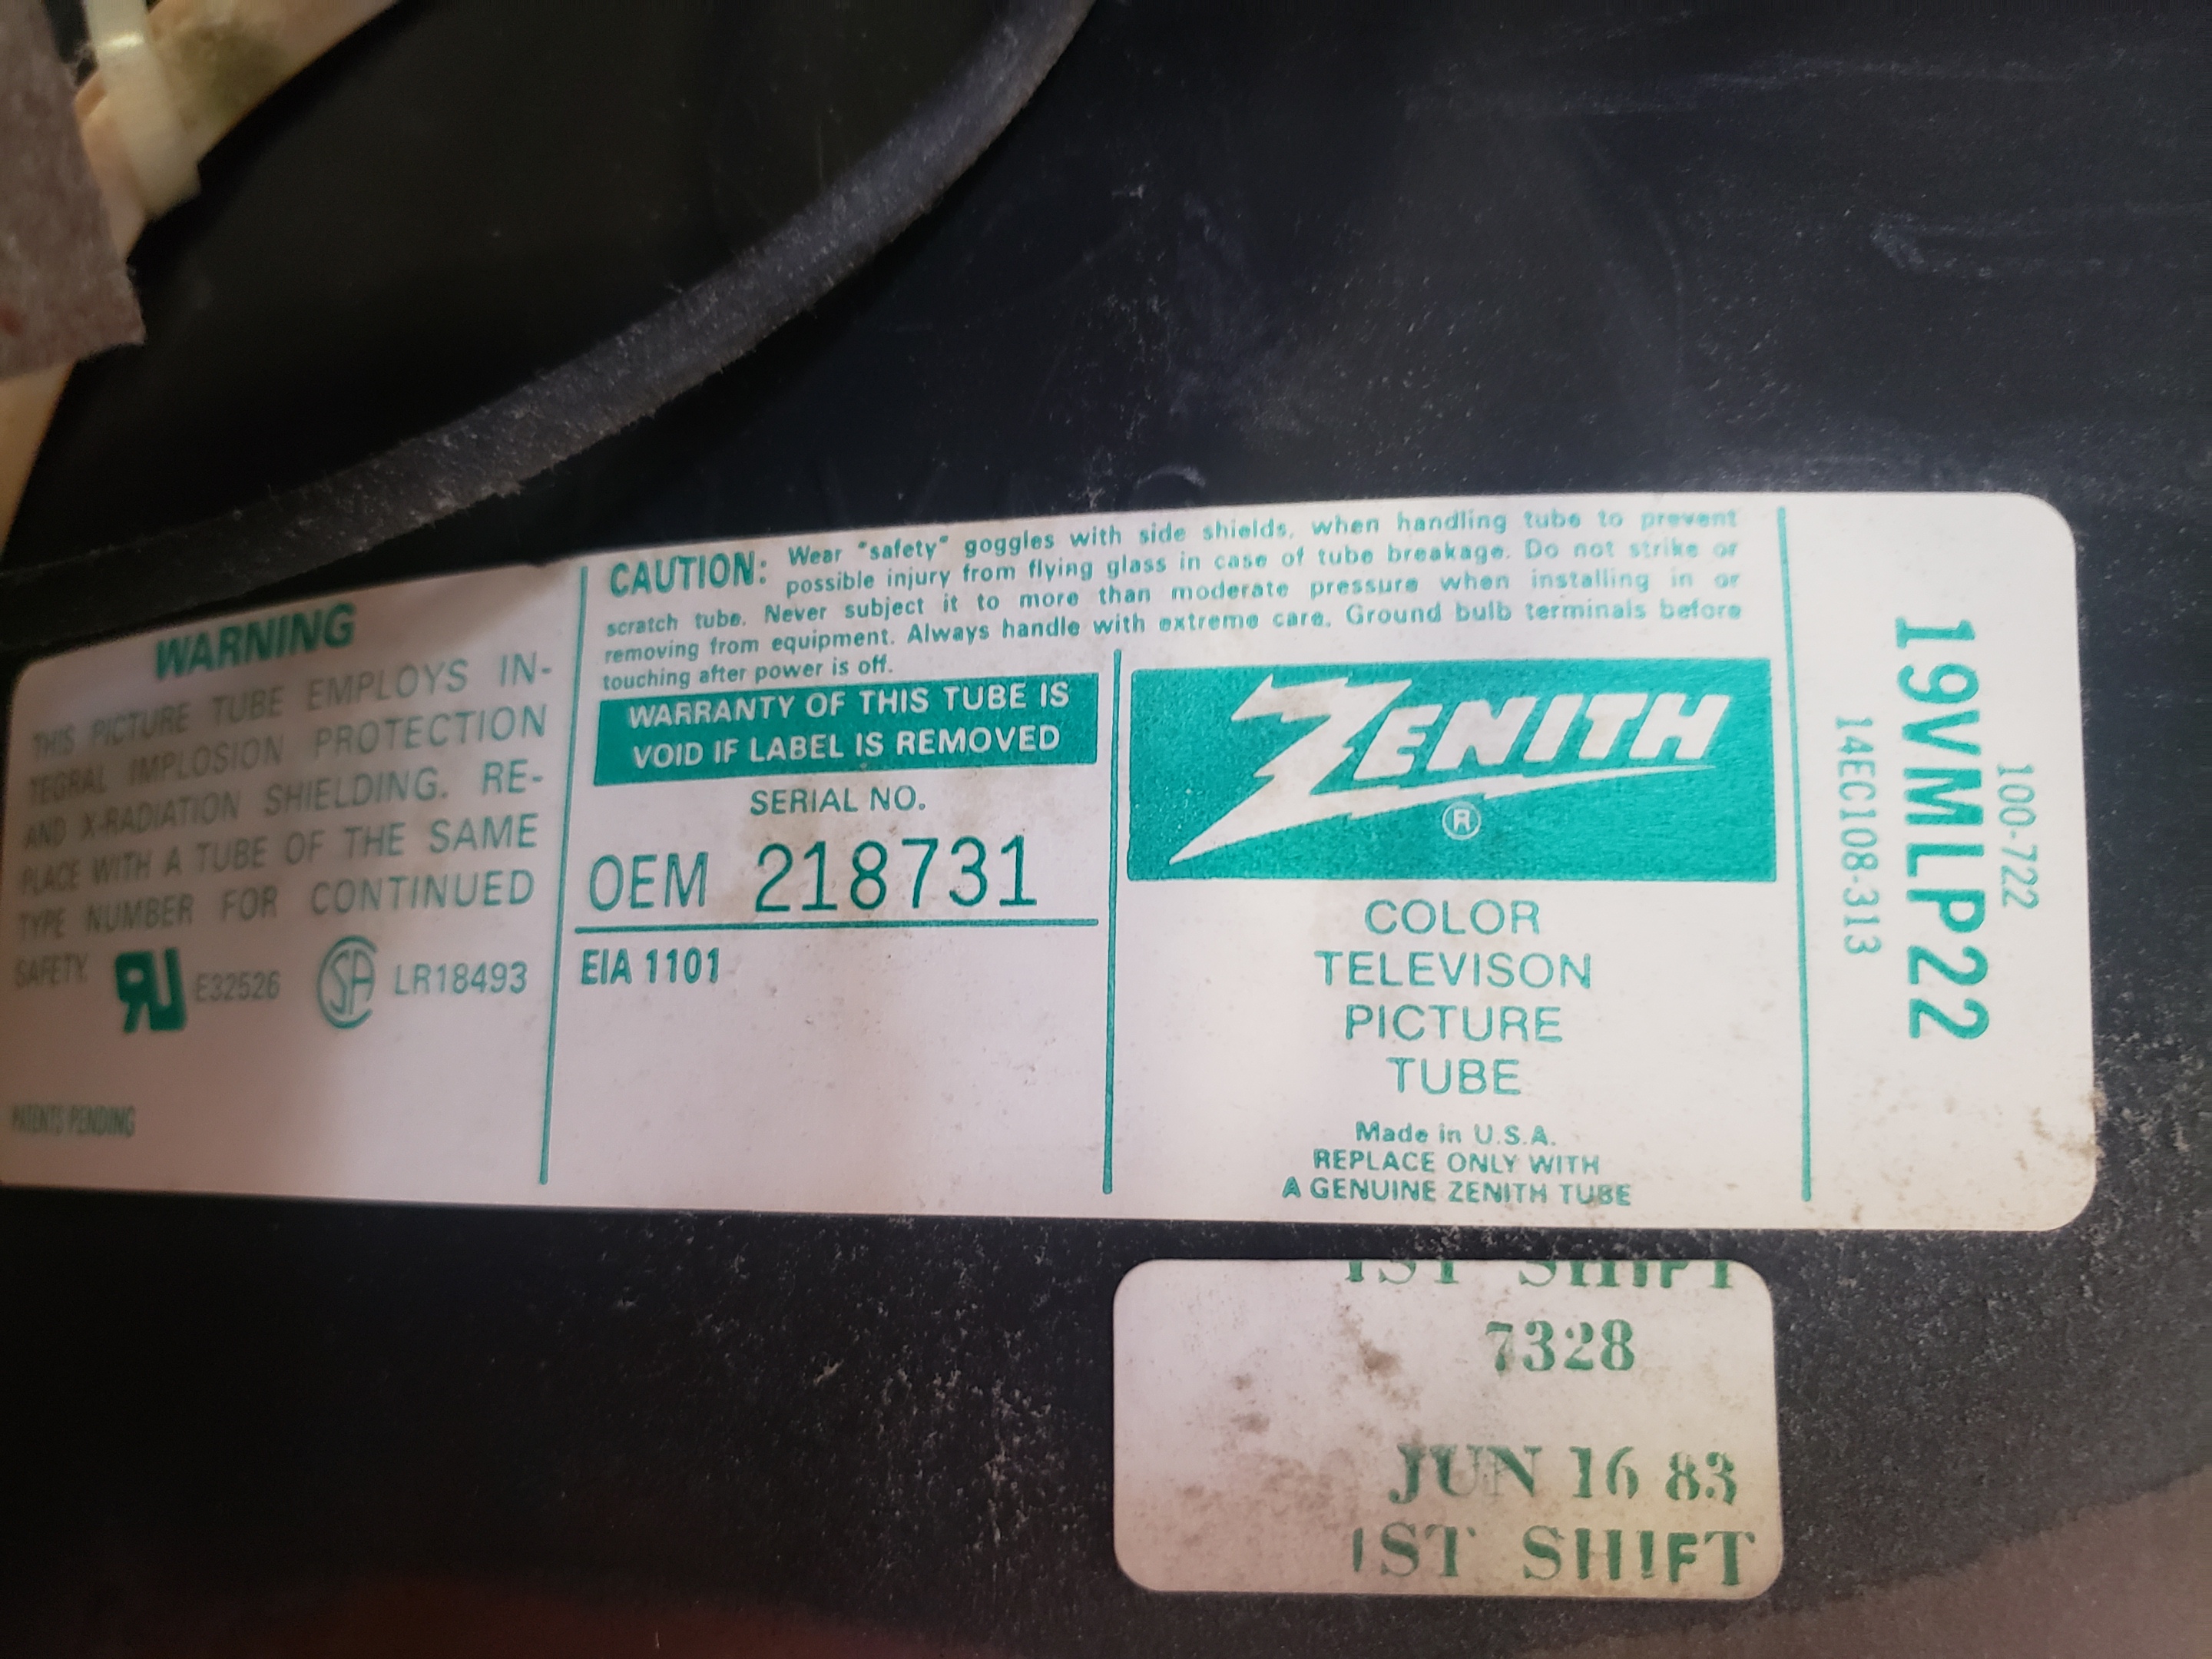 WARNING
THIS PICTURE TUBE EMPLOYS IN-
TEGRAL IMPLOSION PROTECTION
AND X-RADIATION SHIELDING. RE-
PLACE WITH A TUBE OF THE SAME
TYPE NUMBER FOR CONTINUED
SAFETY.
RU E32526 SA LR18493
PATENTS PENDING
CAUTION: Wear "safety" goggles with side shields, when handling tube to prevent
possible injury from flying glass in case of tube breakage. Do not strike or
scratch tube. Never subject it to more than moderate pressure when installing in or
removing from equipment. Always handle with extreme care. Ground bulb terminals before
touching after power is off.
WARRANTY OF THIS TUBE IS
VOID IF LABEL IS REMOVED
SERIAL NO.
OEM 218731
EIA 1101
ZENITH
®
COLOR
TELEVISON
PICTURE
TUBE
Made in U.S.A.
REPLACE ONLY WITH
A GENUINE ZENITH TUBE
100-722
19VMLP22
14EC108-313
1ST SHIFT
7328
JUN 16 83
1ST SHIFT